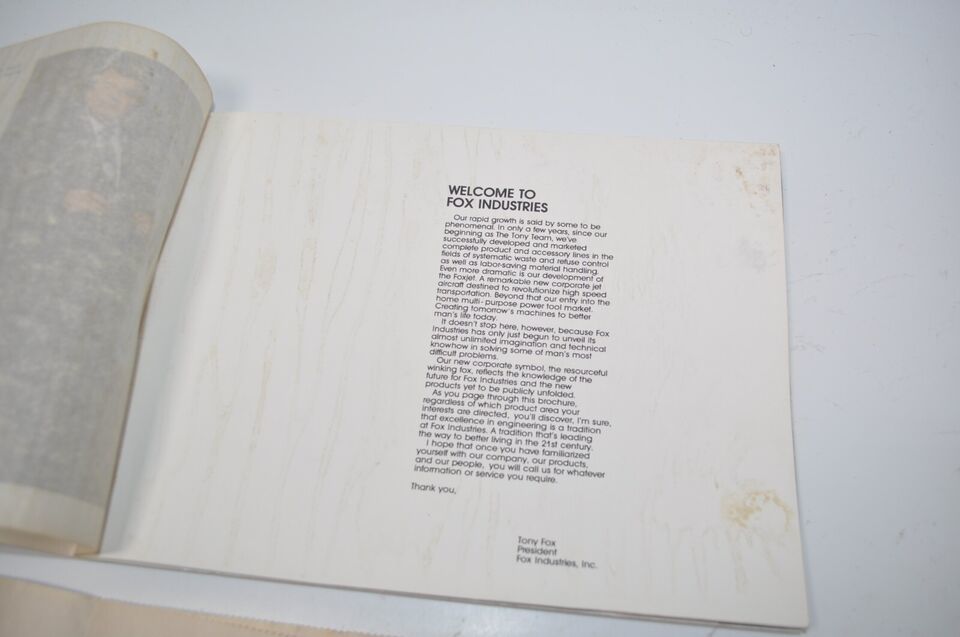 WELCOME TO
FOX INDUSTRIES
Our rapid growth is said by some to be
phenomenal. In only a few years, since our
beginning as The Tony Team, we've
successfully developed and marketed
complete product and accessory lines in the
fields of systematic waste and refuse control
as well as labor-saving material handling.
Even more dramatic is our development of
the Foxjet. A remarkable new corporate jet
aircraft destined to revolutionize high speed
transportation. Beyond that our entry into the
home multi-purpose power tool market.
Creating tomorrow's machines to better
man's life today.
It doesn't stop here, however, because Fox
Industries has only just begun to unveil its
almost unlimited imagination and technical
knowhow in solving some of man's most
difficult problems.
Our new corporate symbol, the resourceful
winking fox, reflects the knowledge of the
future for Fox Industries and the new
products yet to be publicly unfolded.
As you page through this brochure,
regardless of which product area your
interests are directed, you'll discover, I'm sure,
that excellence in engineering is a tradition
at Fox Industries. A tradition that's leading
the way to better living in the 21st century.
I hope that once you have familiarized
yourself with our company, our products,
and our people, you will call us for whatever
information or service you require.
Thank you,
Tony Fox
President
Fox Industries, Inc.